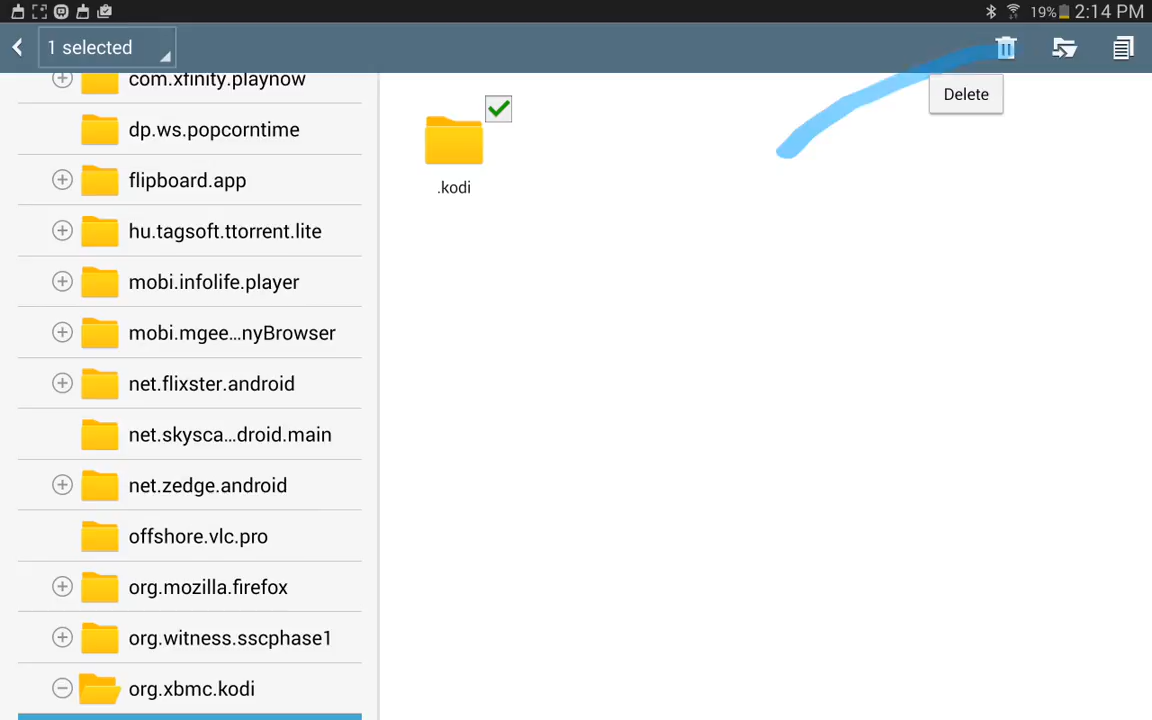 19% 2:14 PM
1 selected
Delete
com.xfinity.playnow
dp.ws.popcorntime
flipboard.app
hu.tagsoft.ttorrent.lite
mobi.infolife.player
mobi.mgee...nyBrowser
net.flixster.android
net.skysca...droid.main
net.zedge.android
offshore.vlc.pro
org.mozilla.firefox
org.witness.sscphase1
org.xbmc.kodi
.kodi